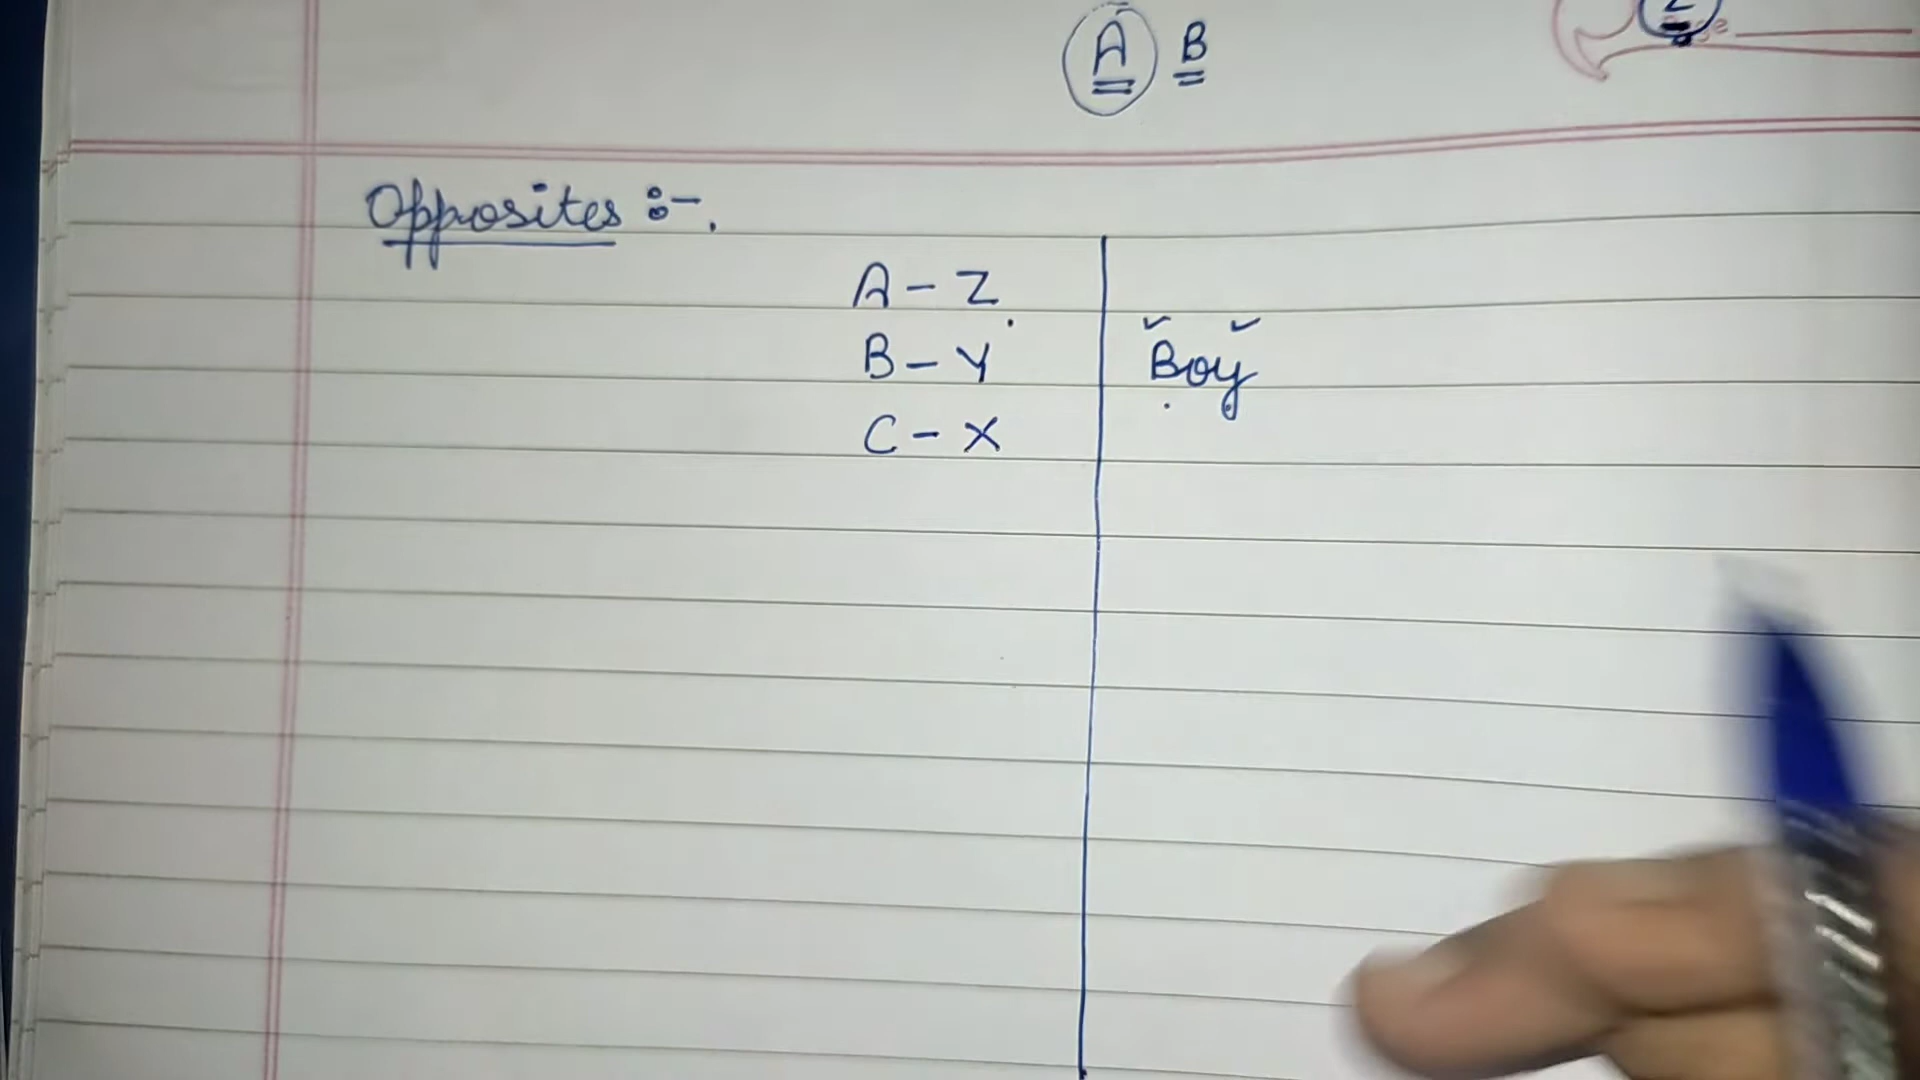 A B
Opposites :-
A - Z
B - Y Boy
C - X